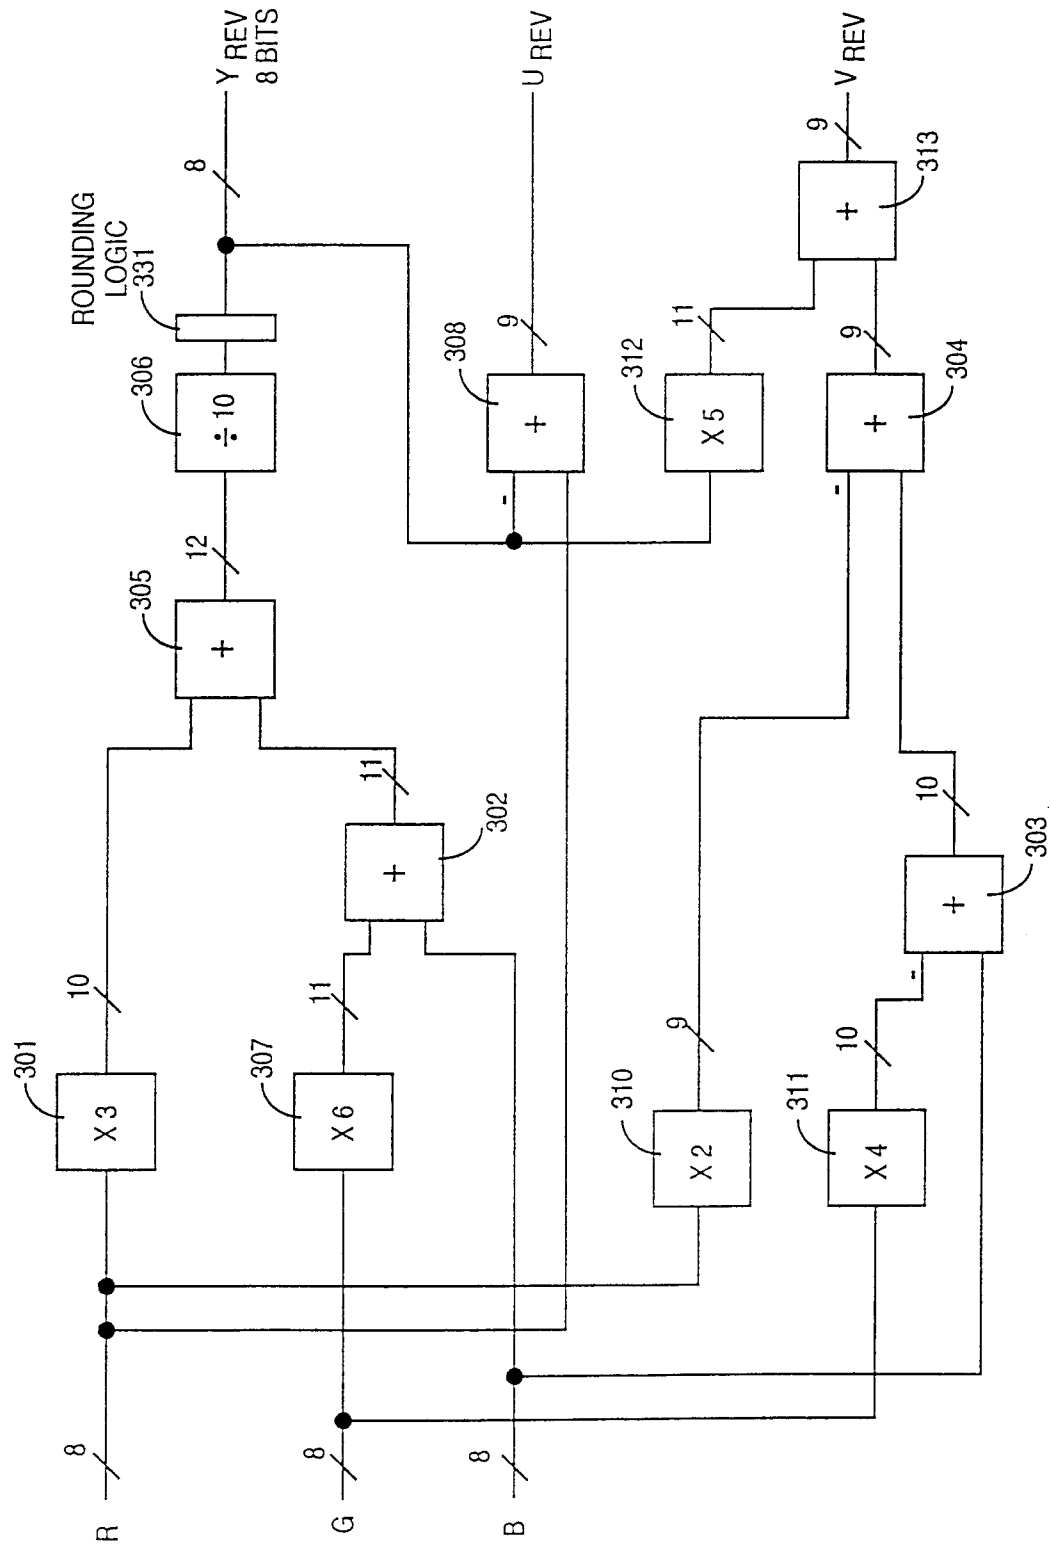 R
8
G
8
B
8
301
X 3
10
307
X 6
11
302
+
11
305
+
12
306
÷ 10
ROUNDING
LOGIC
331
8
Y REV
8 BITS
308
-
+
9
U REV
310
X 2
9
311
X 4
10
303
-
+
10
312
X 5
11
304
-
+
9
313
+
9
V REV